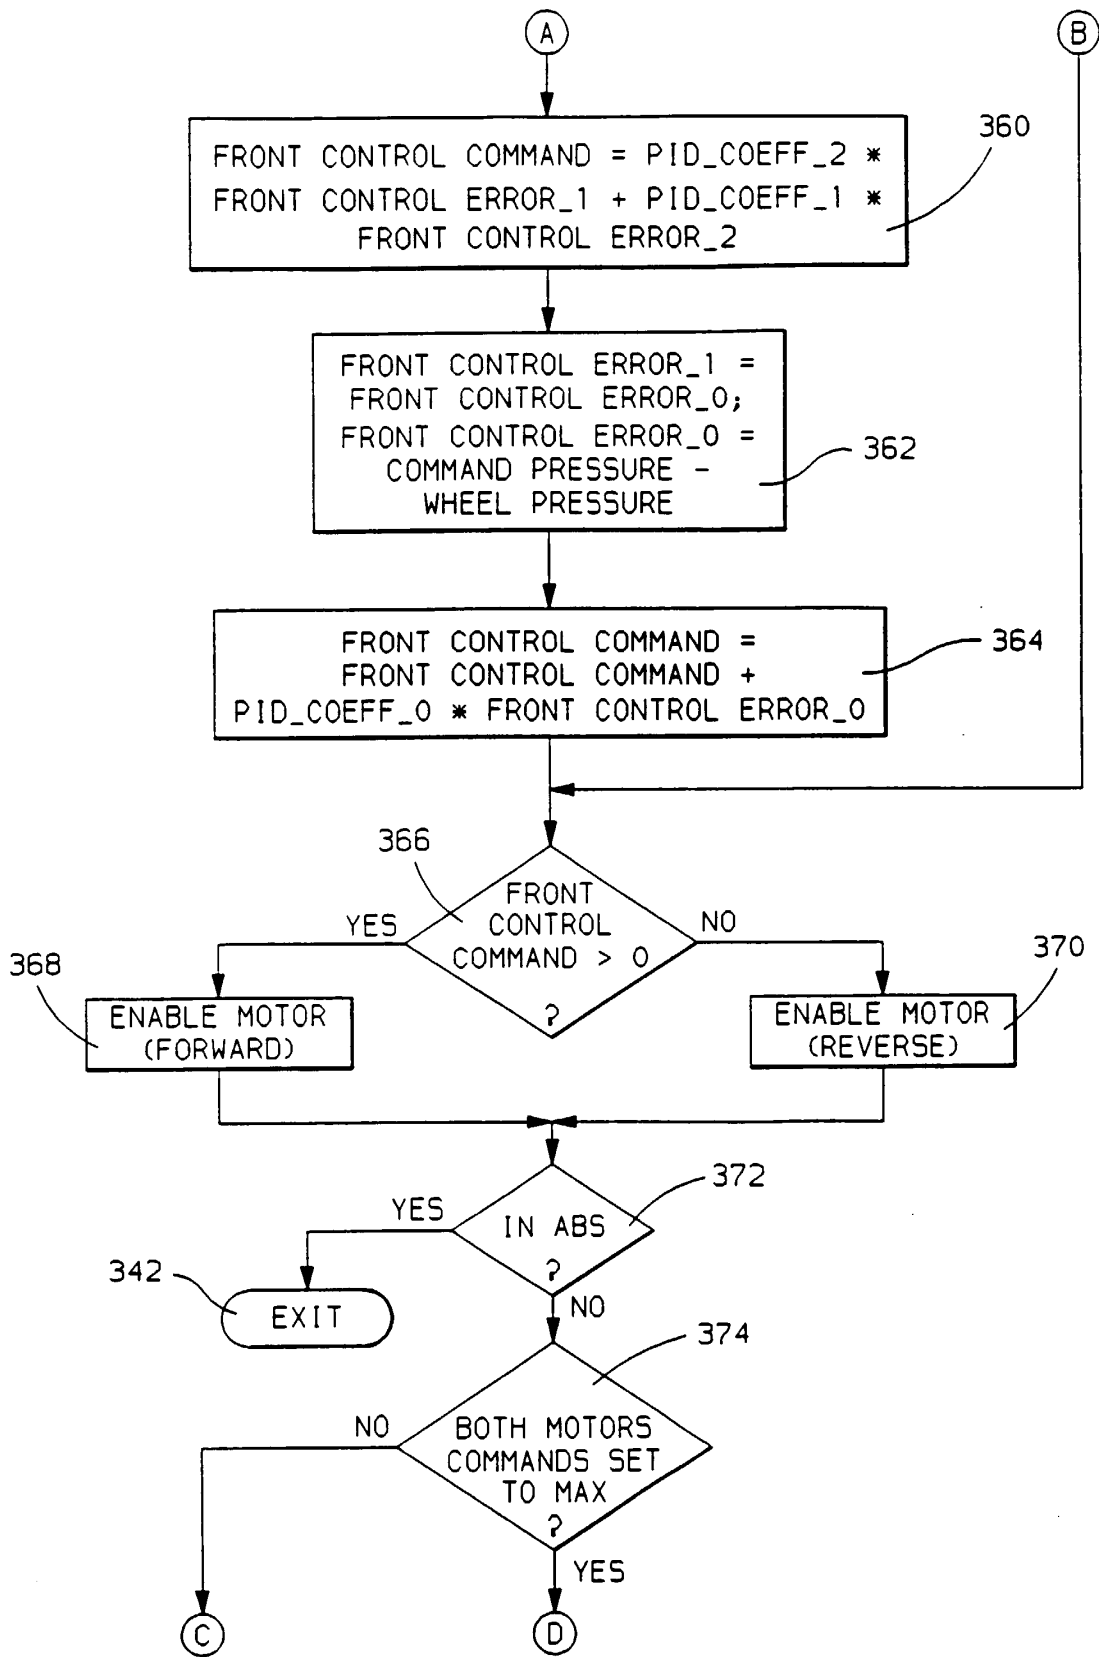 A
B
360
FRONT CONTROL COMMAND = PID_COEFF_2 *
FRONT CONTROL ERROR_1 + PID_COEFF_1 *
FRONT CONTROL ERROR_2
FRONT CONTROL ERROR_1 =
FRONT CONTROL ERROR_0;
FRONT CONTROL ERROR_0 =
COMMAND PRESSURE -
WHEEL PRESSURE
362
FRONT CONTROL COMMAND =
FRONT CONTROL COMMAND +
PID_COEFF_0 * FRONT CONTROL ERROR_0
364
366
FRONT
CONTROL
COMMAND > 0
?
YES
NO
368
370
ENABLE MOTOR
(FORWARD)
ENABLE MOTOR
(REVERSE)
372
YES
IN ABS
?
342
EXIT
NO
374
NO
BOTH MOTORS
COMMANDS SET
TO MAX
?
YES
C
D